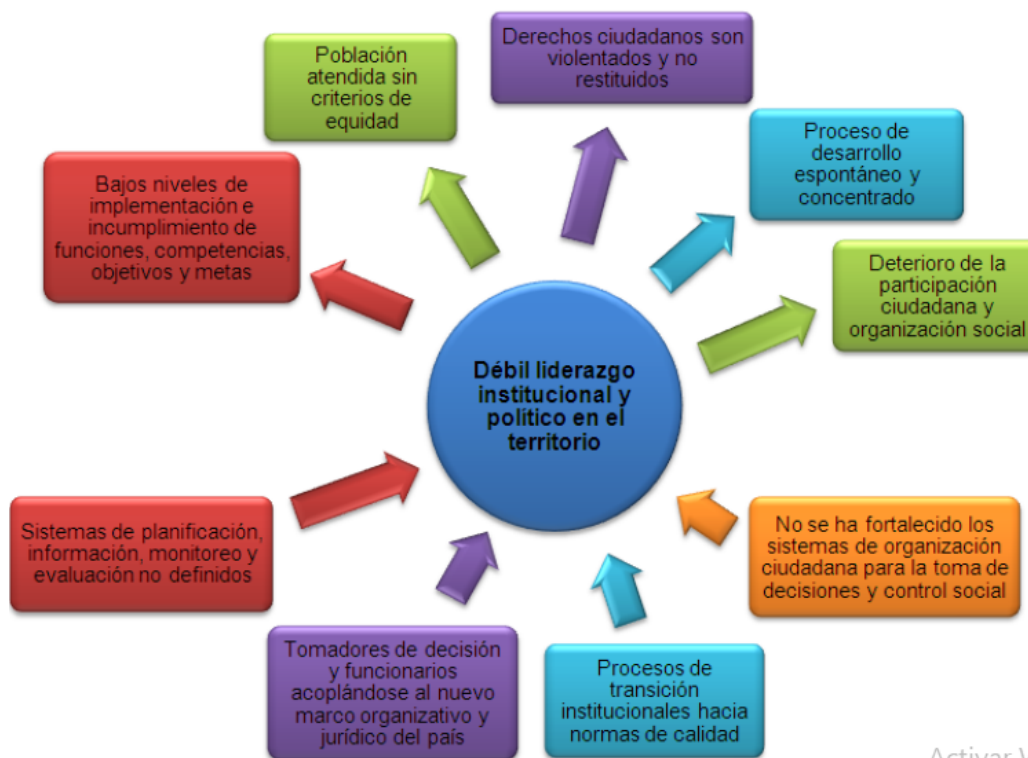 Derechos ciudadanos son
violentados y no
restituidos
Población
atendida sin
criterios de
equidad
Proceso de
desarrollo
espontáneo y
concentrado
Bajos niveles de
implementación e
incumplimiento de
funciones, competencias,
objetivos y metas
Deterioro de la
participación
ciudadana y
organización social
Débil liderazgo
institucional y
político en el
territorio
Sistemas de planificación,
información, monitoreo y
evaluación no definidos
No se ha fortalecido los
sistemas de organización
ciudadana para la toma de
decisiones y control social
Tomadores de decisión
y funcionarios
acoplándose al nuevo
marco organizativo y
jurídico del país
Procesos de
transición
institucionales hacia
normas de calidad
Activar